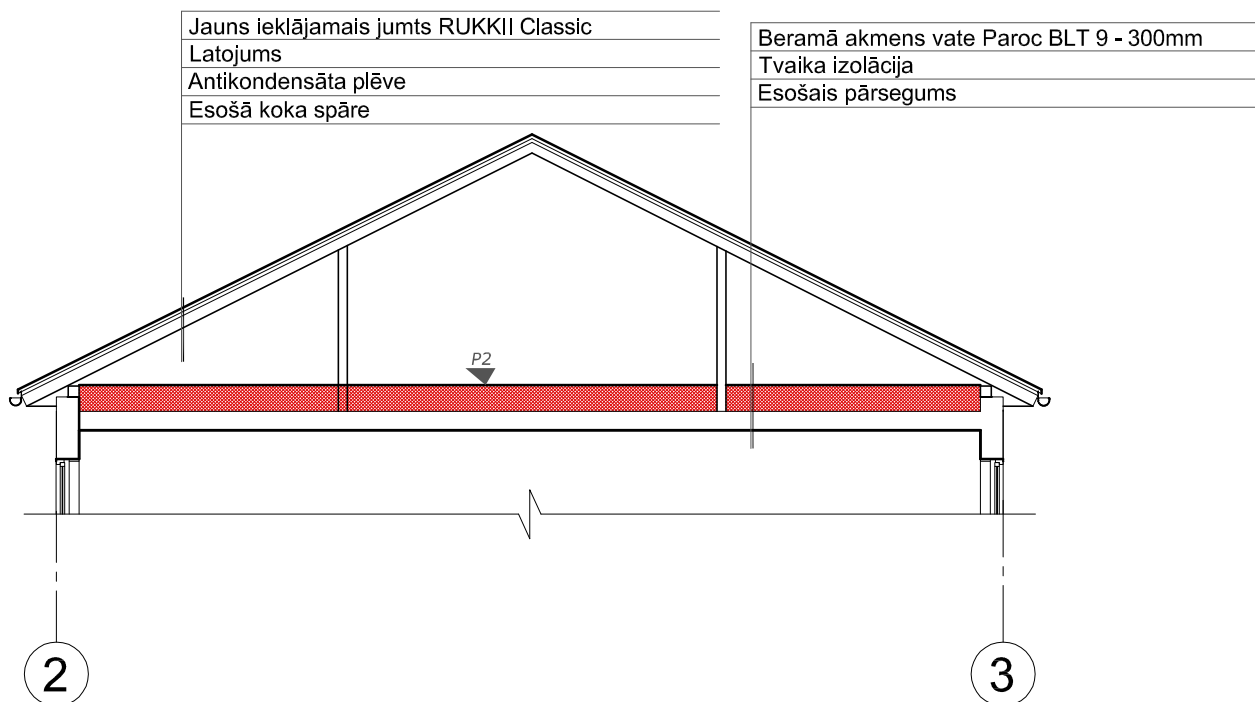 Jauns ieklājamais jumts RUKKII Classic
Latojums
Antikondensāta plēve
Esošā koka spāre
Beramā akmens vate Paroc BLT 9 - 300mm
Tvaika izolācija
Esošais pārsegums
P2
2
3